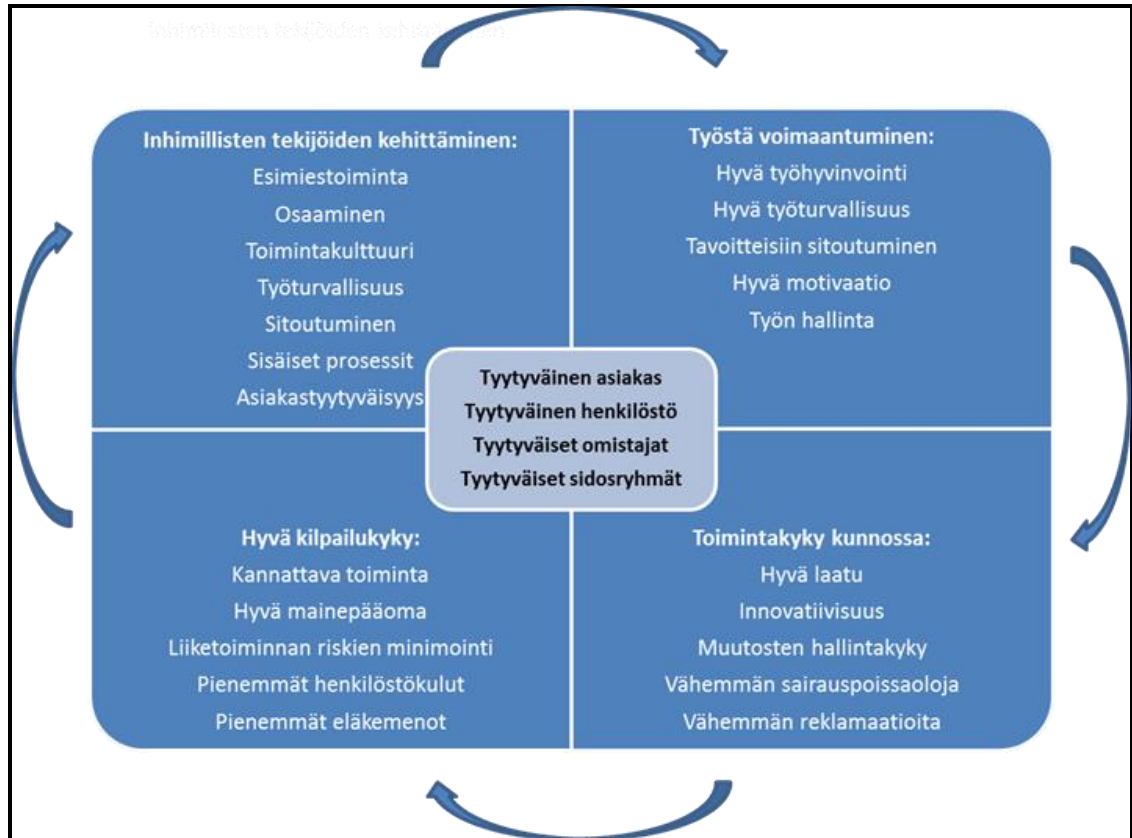 Inhimillisten tekijöiden kehittäminen:
Esimiestoiminta
Osaaminen
Toimintakulttuuri
Työturvallisuus
Sitoutuminen
Sisäiset prosessit
Asiakastyytyväisyys
Työstä voimaantuminen:
Hyvä työhyvinvointi
Hyvä työturvallisuus
Tavoitteisiin sitoutuminen
Hyvä motivaatio
Työn hallinta
Tyytyväinen asiakas
Tyytyväinen henkilöstö
Tyytyväiset omistajat
Tyytyväiset sidosryhmät
Hyvä kilpailukyky:
Kannattava toiminta
Hyvä mainepääoma
Liiketoiminnan riskien minimointi
Pienemmät henkilöstökulut
Pienemmät eläkemenot
Toimintakyky kunnossa:
Hyvä laatu
Innovatiivisuus
Muutosten hallintakyky
Vähemmän sairauspoissaoloja
Vähemmän reklamaatioita